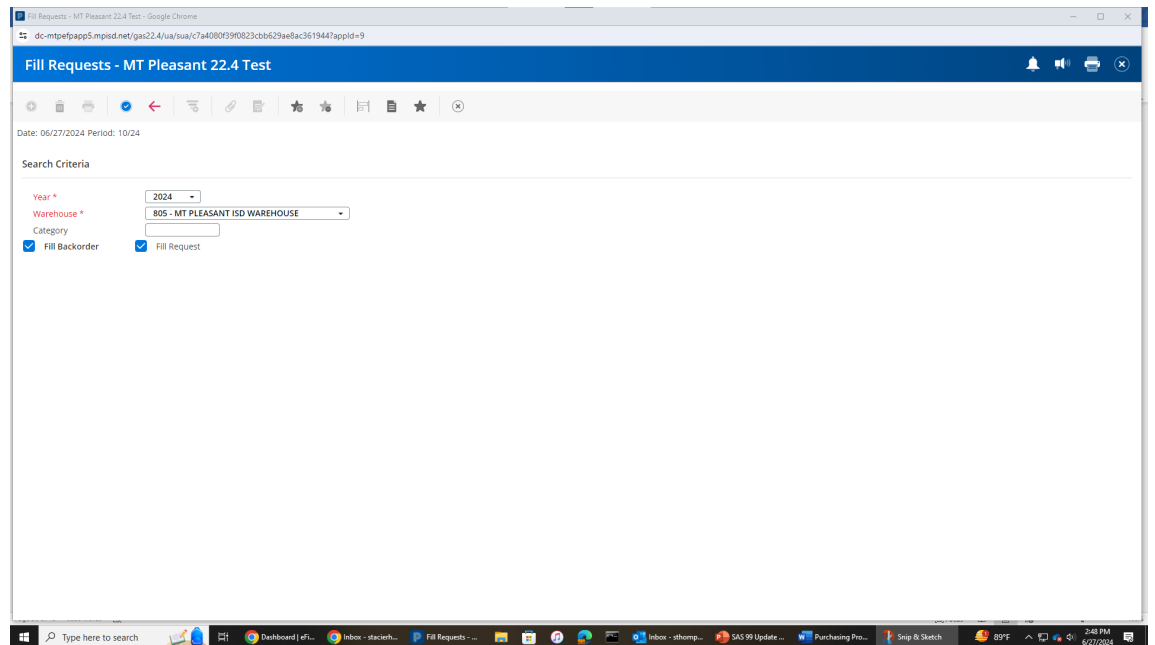 Fill Requests - MT Pleasant 22.4 Test - Google Chrome
dc-mtpefpapp5.mpisd.net/gas22.4/ua/sua/c7a4080f39f0823cbb629ae8ac361944?appId=9
Fill Requests - MT Pleasant 22.4 Test
Date: 06/27/2024 Period: 10/24
Search Criteria
Year * 2024
Warehouse * 805 - MT PLEASANT ISD WAREHOUSE
Category
Fill Backorder Fill Request
Type here to search Dashboard | eFi... Inbox - stacierh... Fill Requests - ... Inbox - sthomp... SAS 99 Update ... Purchasing Pro... Snip & Sketch 89°F 2:48 PM
6/27/2024